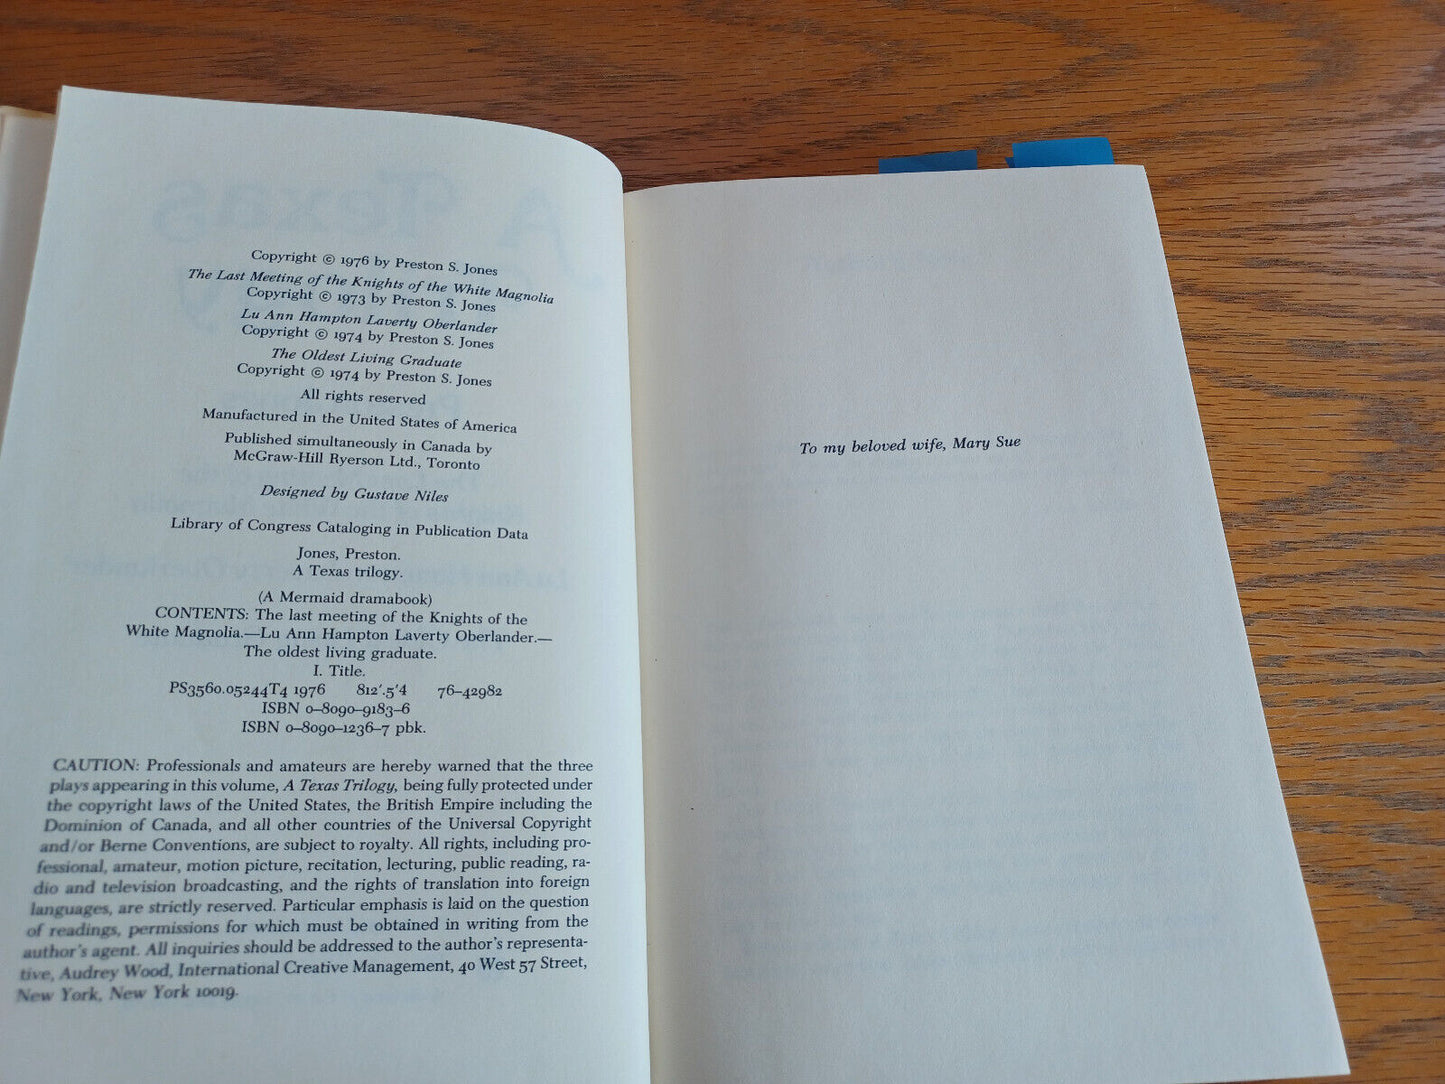 Copyright © 1976 by Preston S. Jones
The Last Meeting of the Knights of the White Magnolia
Copyright © 1973 by Preston S. Jones
Lu Ann Hampton Laverty Oberlander
Copyright © 1974 by Preston S. Jones
The Oldest Living Graduate
Copyright © 1974 by Preston S. Jones
All rights reserved
Manufactured in the United States of America
Published simultaneously in Canada by
McGraw-Hill Ryerson Ltd., Toronto
Designed by Gustave Niles
Library of Congress Cataloging in Publication Data
Jones, Preston.
A Texas trilogy.
(A Mermaid dramabook)
CONTENTS: The last meeting of the Knights of the
White Magnolia.—Lu Ann Hampton Laverty Oberlander.—
The oldest living graduate.
I. Title.
PS3560.05244T4 1976 812'.5'4 76–42982
ISBN 0–8090–9183–6
ISBN 0–8090–1236–7 pbk.
CAUTION: Professionals and amateurs are hereby warned that the three
plays appearing in this volume, A Texas Trilogy, being fully protected under
the copyright laws of the United States, the British Empire including the
Dominion of Canada, and all other countries of the Universal Copyright
and/or Berne Conventions, are subject to royalty. All rights, including pro-
fessional, amateur, motion picture, recitation, lecturing, public reading, ra-
dio and television broadcasting, and the rights of translation into foreign
languages, are strictly reserved. Particular emphasis is laid on the question
of readings, permissions for which must be obtained in writing from the
author's agent. All inquiries should be addressed to the author's representa-
tive, Audrey Wood, International Creative Management, 40 West 57 Street,
New York, New York 10019.
To my beloved wife, Mary Sue